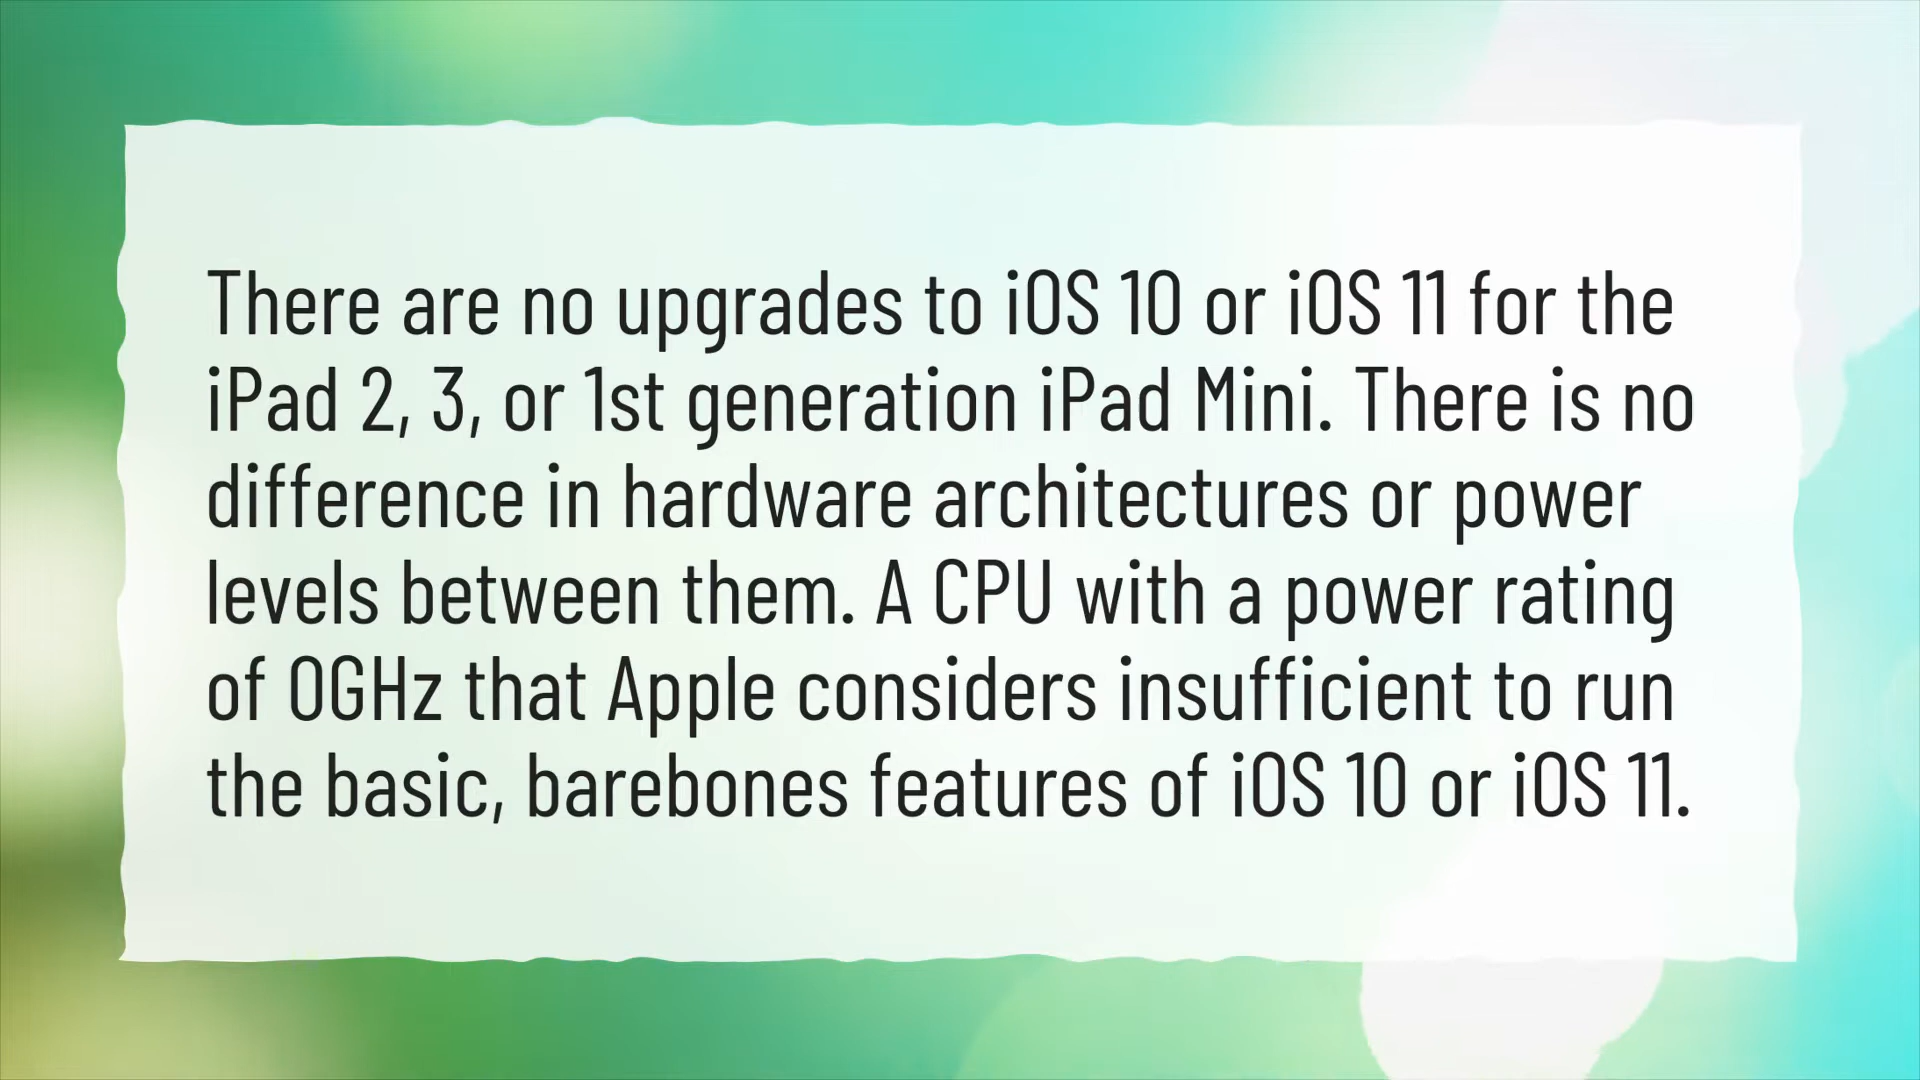 There are no upgrades to iOS 10 or iOS 11 for the
iPad 2, 3, or 1st generation iPad Mini. There is no
difference in hardware architectures or power
levels between them. A CPU with a power rating
of 0GHz that Apple considers insufficient to run
the basic, barebones features of iOS 10 or iOS 11.